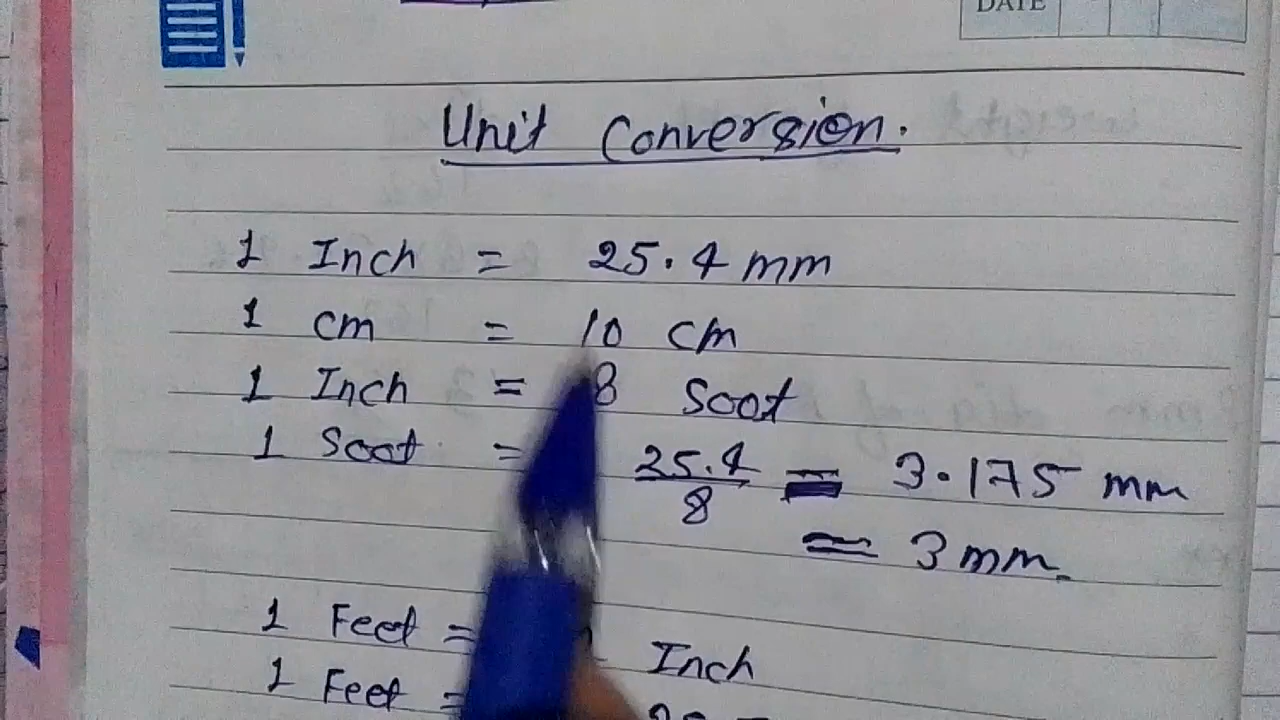 DATE
Unit Conversion.
1 Inch = 25.4 mm
1 cm = 10 cm
1 Inch = 8 Soot
1 Soot = 25.4/8 = 3.175 mm
= 3 mm.
1 Feet = Inch
1 Feet =